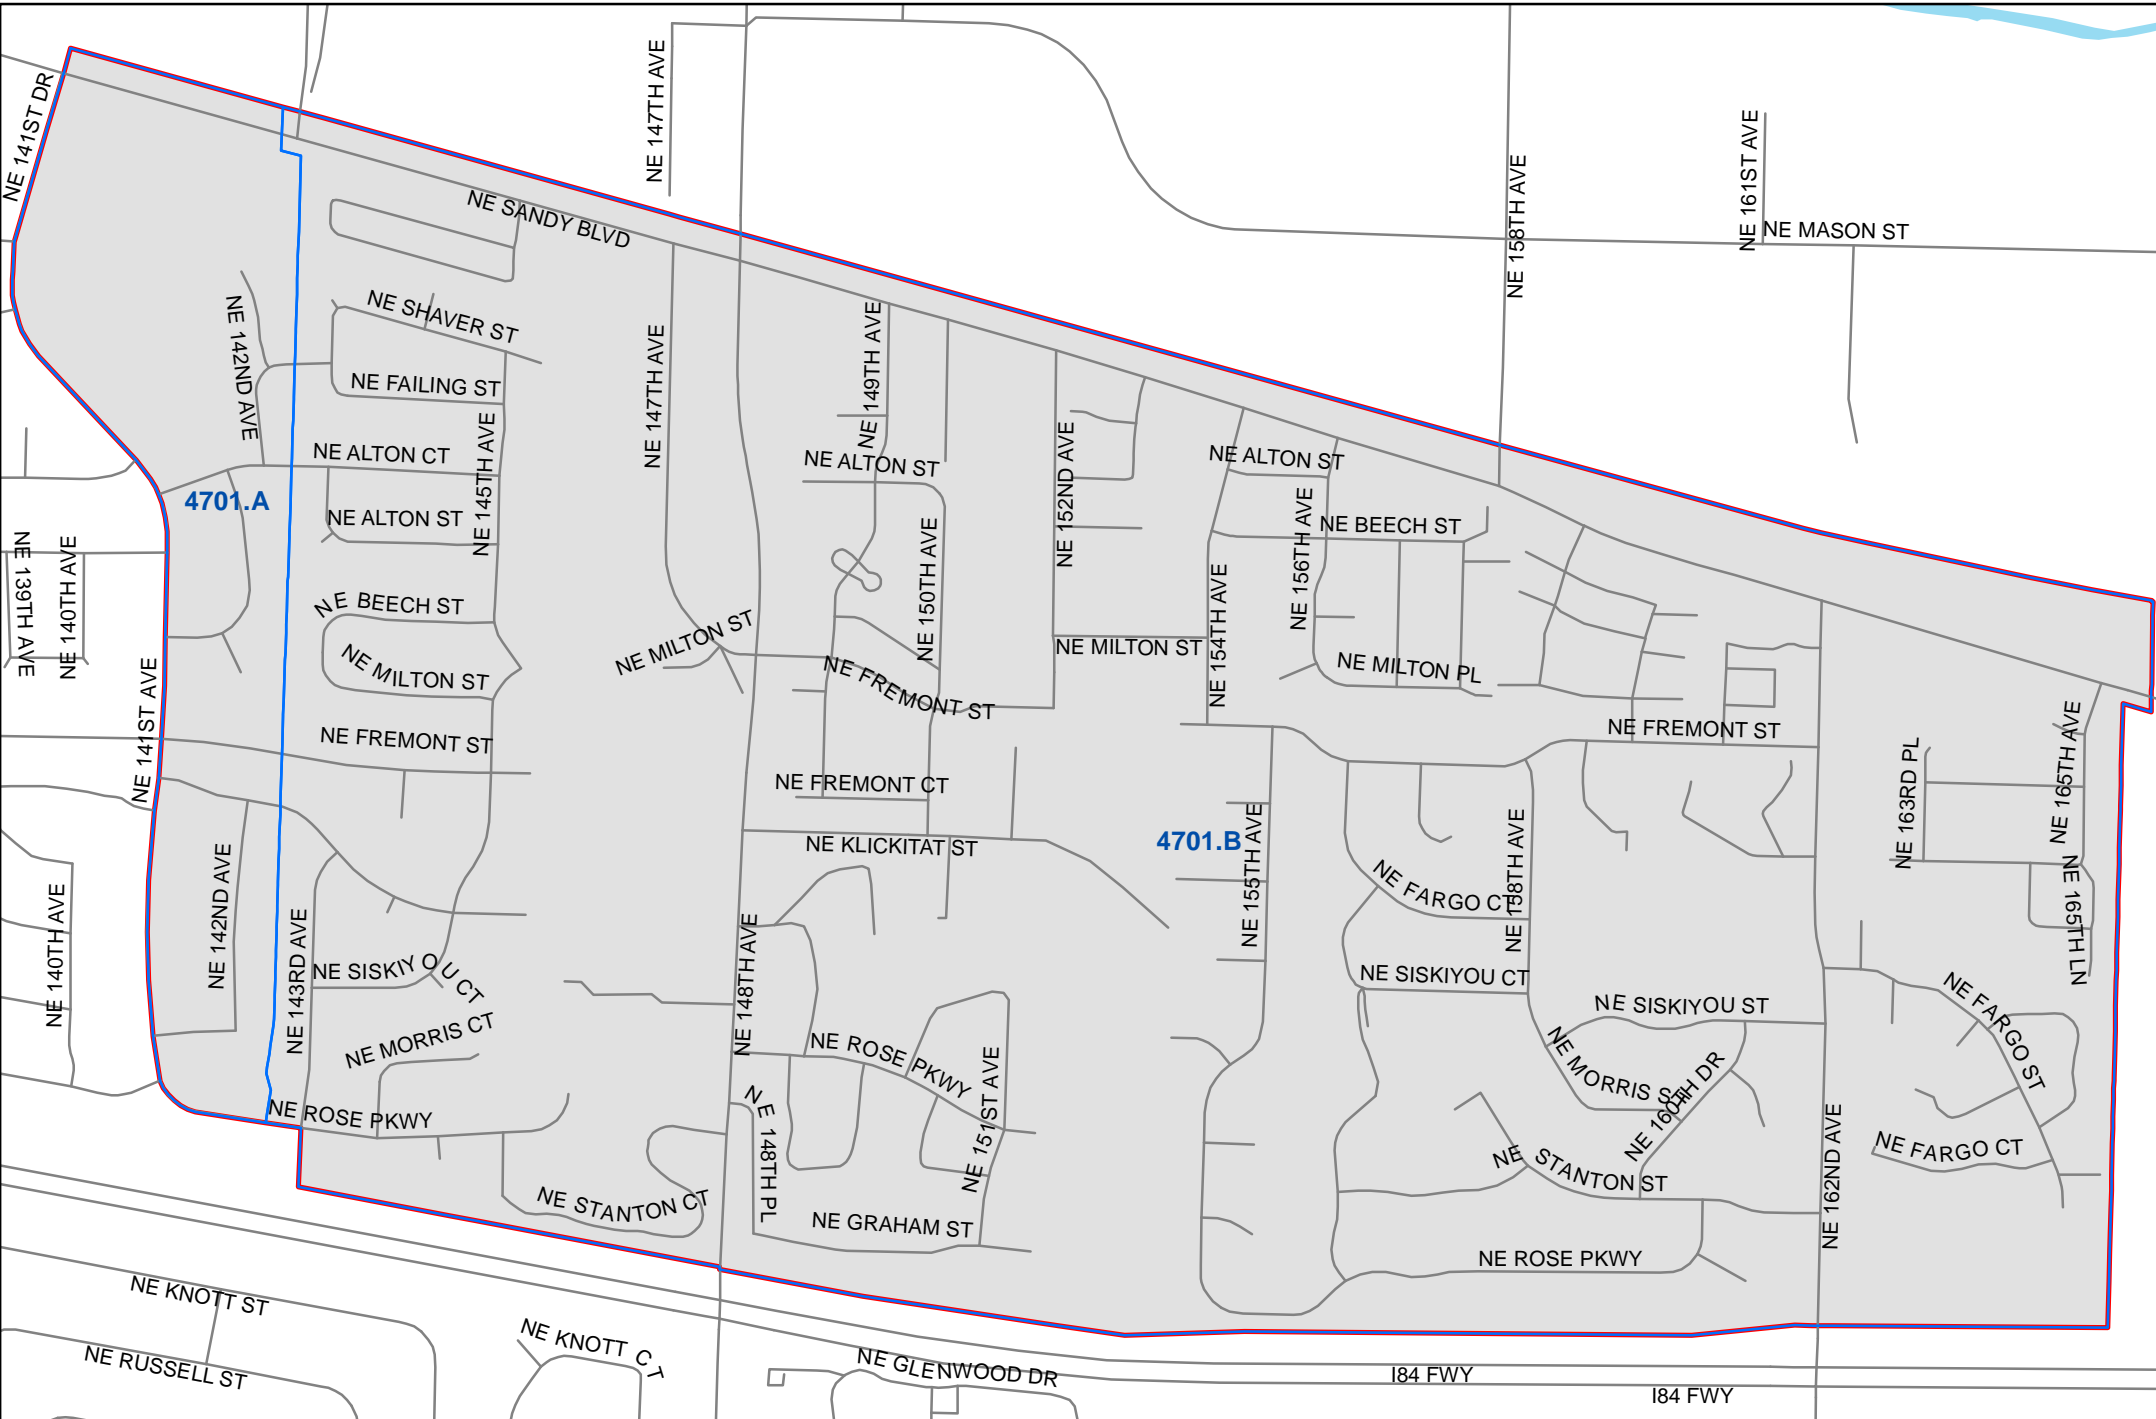 NE 141ST DR
NE 147TH AVE
NE 158TH AVE
NE 161ST AVE
NE MASON ST
NE SANDY BLVD
NE SHAVER ST
NE 142ND AVE
NE FAILING ST
NE 147TH AVE
NE 149TH AVE
NE ALTON CT
NE 145TH AVE
NE ALTON ST
NE 152ND AVE
NE ALTON ST
4701.A
NE ALTON ST
NE 156TH AVE
NE BEECH ST
NE 139TH AVE
NE 140TH AVE
NE 150TH AVE
NE 154TH AVE
NE BEECH ST
NE MILTON ST
NE MILTON ST
NE MILTON ST
NE MILTON PL
NE FREMONT ST
NE 141ST AVE
NE FREMONT ST
NE FREMONT ST
NE 163RD PL
NE 165TH AVE
NE FREMONT CT
NE KLICKITAT ST
4701.B
NE 155TH AVE
NE 158TH AVE
NE FARGO CT
NE 140TH AVE
NE 142ND AVE
NE 143RD AVE
NE 148TH AVE
NE 165TH LN
NE SISKIYOU CT
NE SISKIYOU CT
NE SISKIYOU ST
NE FARGO ST
NE MORRIS CT
NE ROSE PKWY
NE 151ST AVE
NE MORRIS ST
NE 160TH DR
NE ROSE PKWY
NE 148TH PL
NE 162ND AVE
NE FARGO CT
NE STANTON ST
NE STANTON CT
NE GRAHAM ST
NE ROSE PKWY
NE KNOTT ST
NE KNOTT CT
NE RUSSELL ST
NE GLENWOOD DR
I84 FWY
I84 FWY